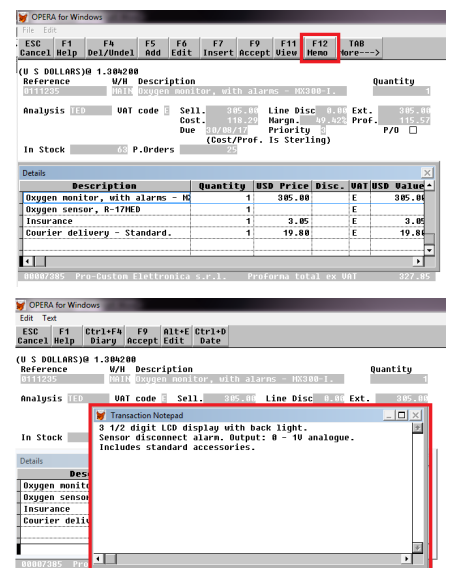 OPERA for Windows
File Edit
ESC F1 F4 F5 F6 F7 F9 F11 F12 TAB
Cancel Help Del/Undel Add Edit Insert Accept View Memo More--->
(U S DOLLARS)@ 1.304200
Reference W/H Description Quantity
0111235 MAIN Oxygen monitor, with alarms - MX300-I. 1
Analysis TED VAT code E Sell. 305.00 Line Disc 0.00 Ext. 305.00
Cost. 118.29 Margn. 49.42% Prof. 115.57
Due 30/08/17 Priority P/O
(Cost/Prof. Is Sterling)
In Stock 63 P.Orders 25
Details
Description Quantity USD Price Disc. VAT USD Value
Oxygen monitor, with alarms - MX 1 305.00 E 305.00
Oxygen sensor, R-17MED 1 E
Insurance 1 3.05 E 3.05
Courier delivery - Standard. 1 19.80 E 19.80
00007385 Pro-Custom Elettronica s.r.l. Proforma total ex VAT 327.85
OPERA for Windows
Edit Text
ESC F1 Ctrl+F4 F9 Alt+E Ctrl+D
Cancel Help Diary Accept Edit Date
(U S DOLLARS)@ 1.304200
Reference W/H Description Quantity
0111235 MAIN Oxygen monitor, with alarms - MX300-I. 1
Analysis TED VAT code E Sell. 305.00 Line Disc 0.00 Ext. 305.00
Transaction Notepad
3 1/2 digit LCD display with back light.
Sensor disconnect alarm. Output: 0 - 1V analogue.
Includes standard accessories.
In Stock
Details
Des
Oxygen monito
Oxygen sensor
Insurance
Courier deliv
00007385 Pro